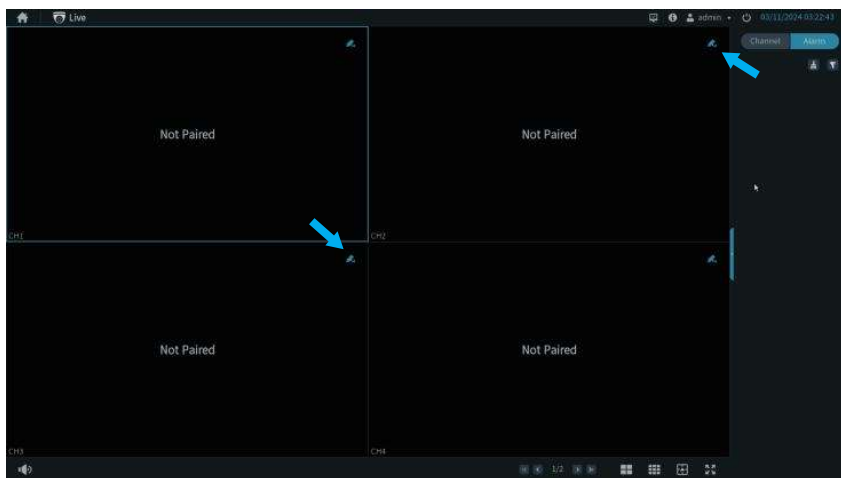 Live
admin
03/11/2024 03:22:43
Channel
Alarm
Not Paired
Not Paired
CH1
CH2
Not Paired
Not Paired
CH3
CH4
1/2